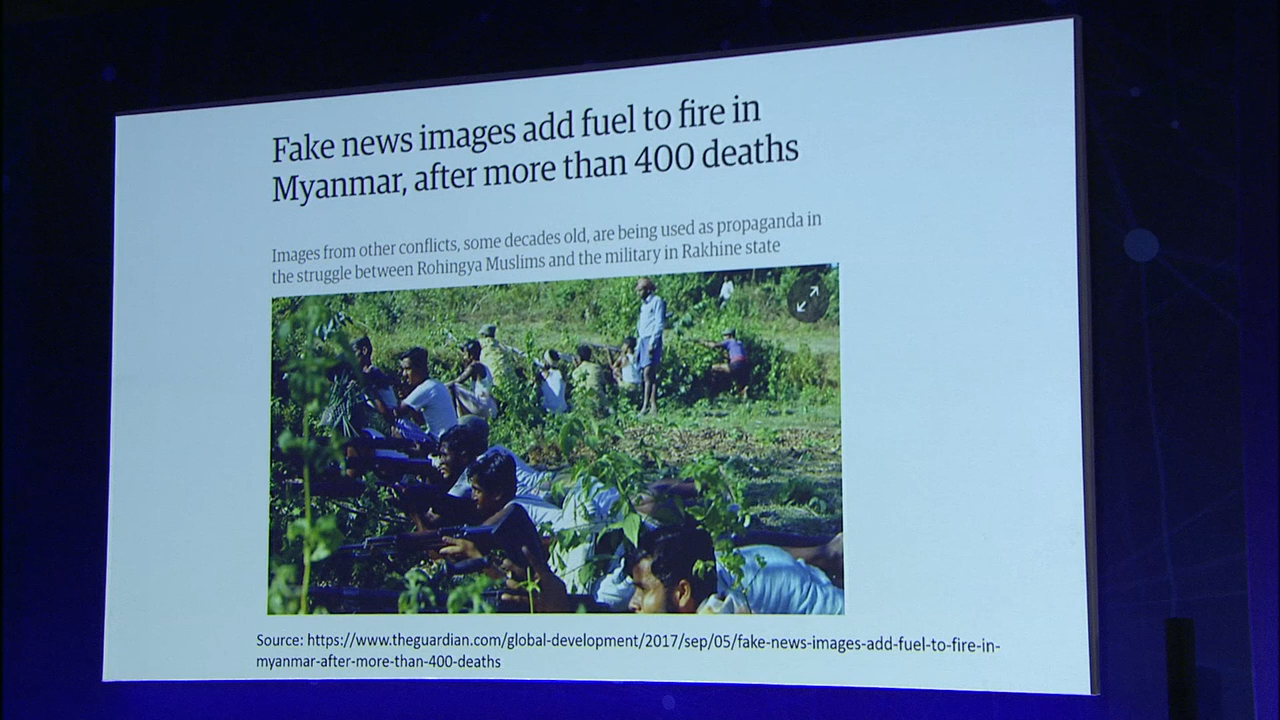 Fake news images add fuel to fire in
Myanmar, after more than 400 deaths
Images from other conflicts, some decades old, are being used as propaganda in
the struggle between Rohingya Muslims and the military in Rakhine state
Source: https://www.theguardian.com/global-development/2017/sep/05/fake-news-images-add-fuel-to-fire-in-
myanmar-after-more-than-400-deaths